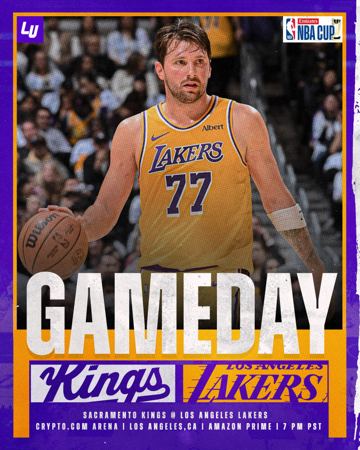 LU
Emirates
NBA CUP
Albert
LAKERS
77
Wilson
GAMEDAY
Kings
LOS ANGELES
LAKERS
SACRAMENTO KINGS @ LOS ANGELES LAKERS
CRYPTO.COM ARENA | LOS ANGELES,CA | AMAZON PRIME | 7 PM PST